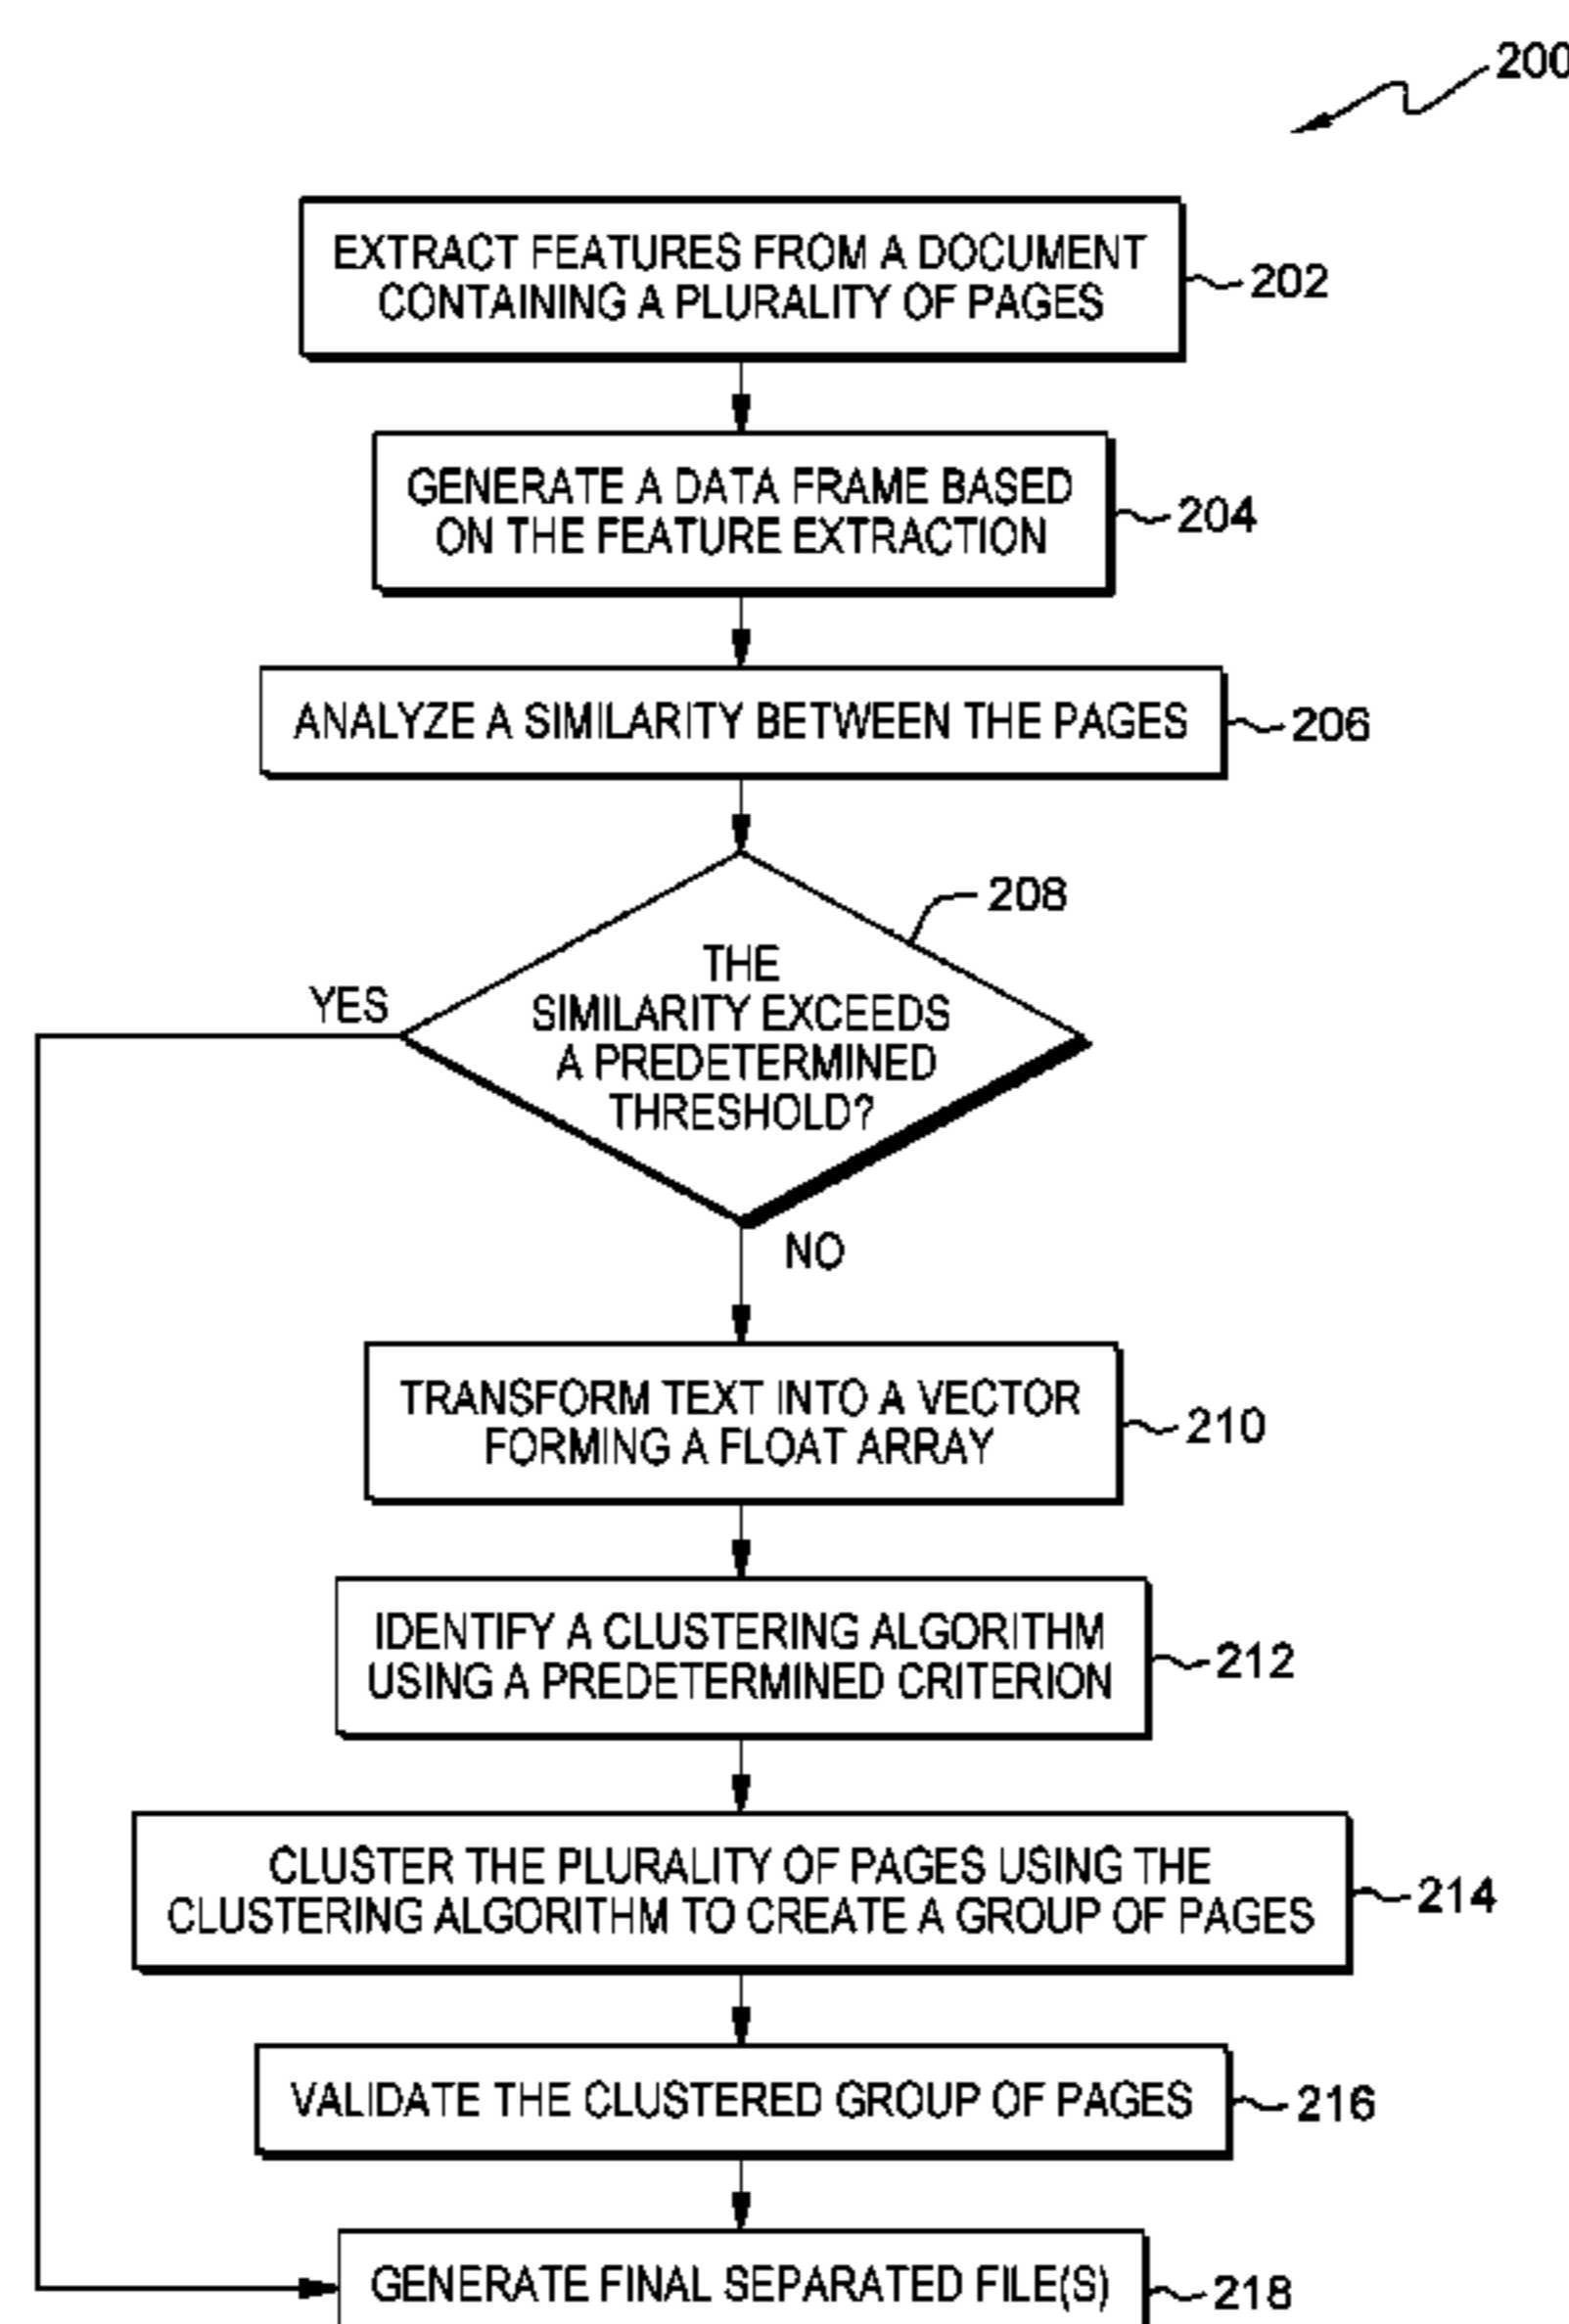 200
EXTRACT FEATURES FROM A DOCUMENT
CONTAINING A PLURALITY OF PAGES
202
GENERATE A DATA FRAME BASED
ON THE FEATURE EXTRACTION
204
ANALYZE A SIMILARITY BETWEEN THE PAGES
206
208
THE
SIMILARITY EXCEEDS
A PREDETERMINED
THRESHOLD?
YES
NO
TRANSFORM TEXT INTO A VECTOR
FORMING A FLOAT ARRAY
210
IDENTIFY A CLUSTERING ALGORITHM
USING A PREDETERMINED CRITERION
212
CLUSTER THE PLURALITY OF PAGES USING THE
CLUSTERING ALGORITHM TO CREATE A GROUP OF PAGES
214
VALIDATE THE CLUSTERED GROUP OF PAGES
216
GENERATE FINAL SEPARATED FILE(S)
218